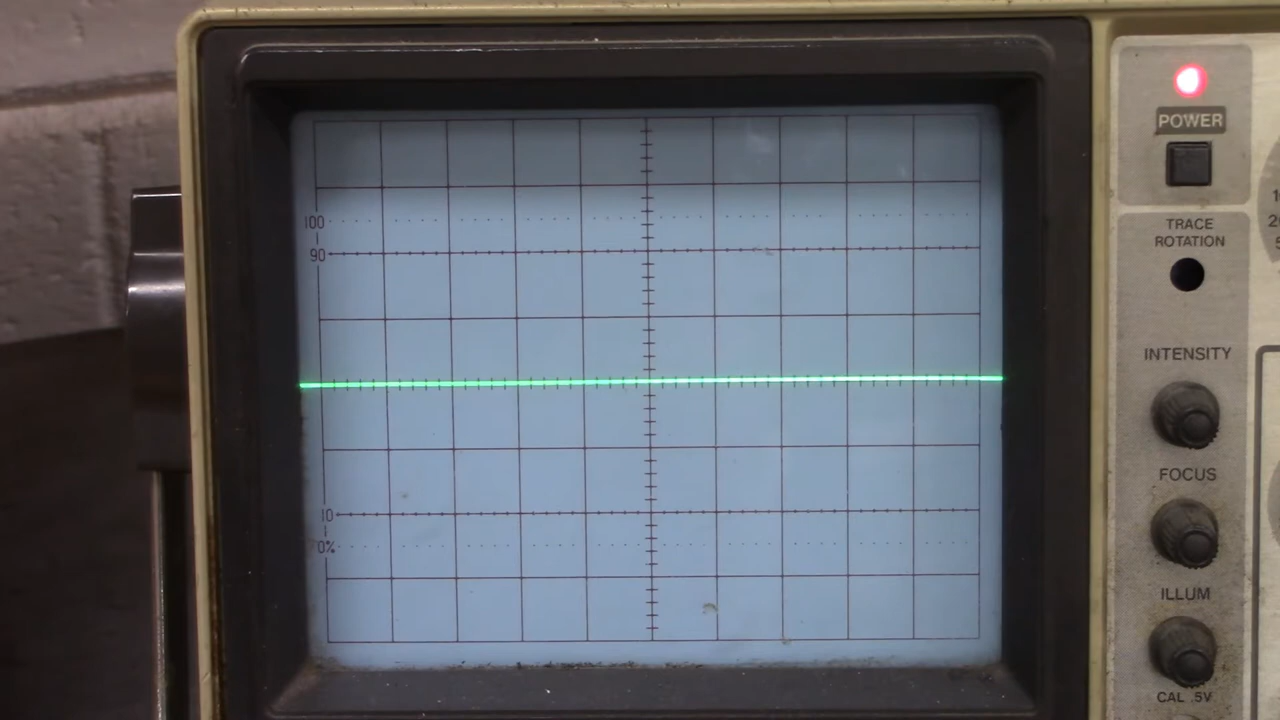 POWER
TRACE
ROTATION
100
90
INTENSITY
FOCUS
10
0%
ILLUM
CAL .5V